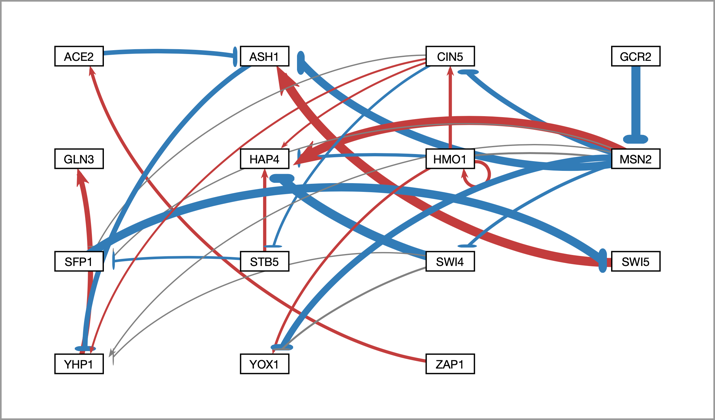 ACE2 ASH1 CIN5 GCR2
GLN3 HAP4 HMO1 MSN2
SFP1 STB5 SWI4 SWI5
YHP1 YOX1 ZAP1